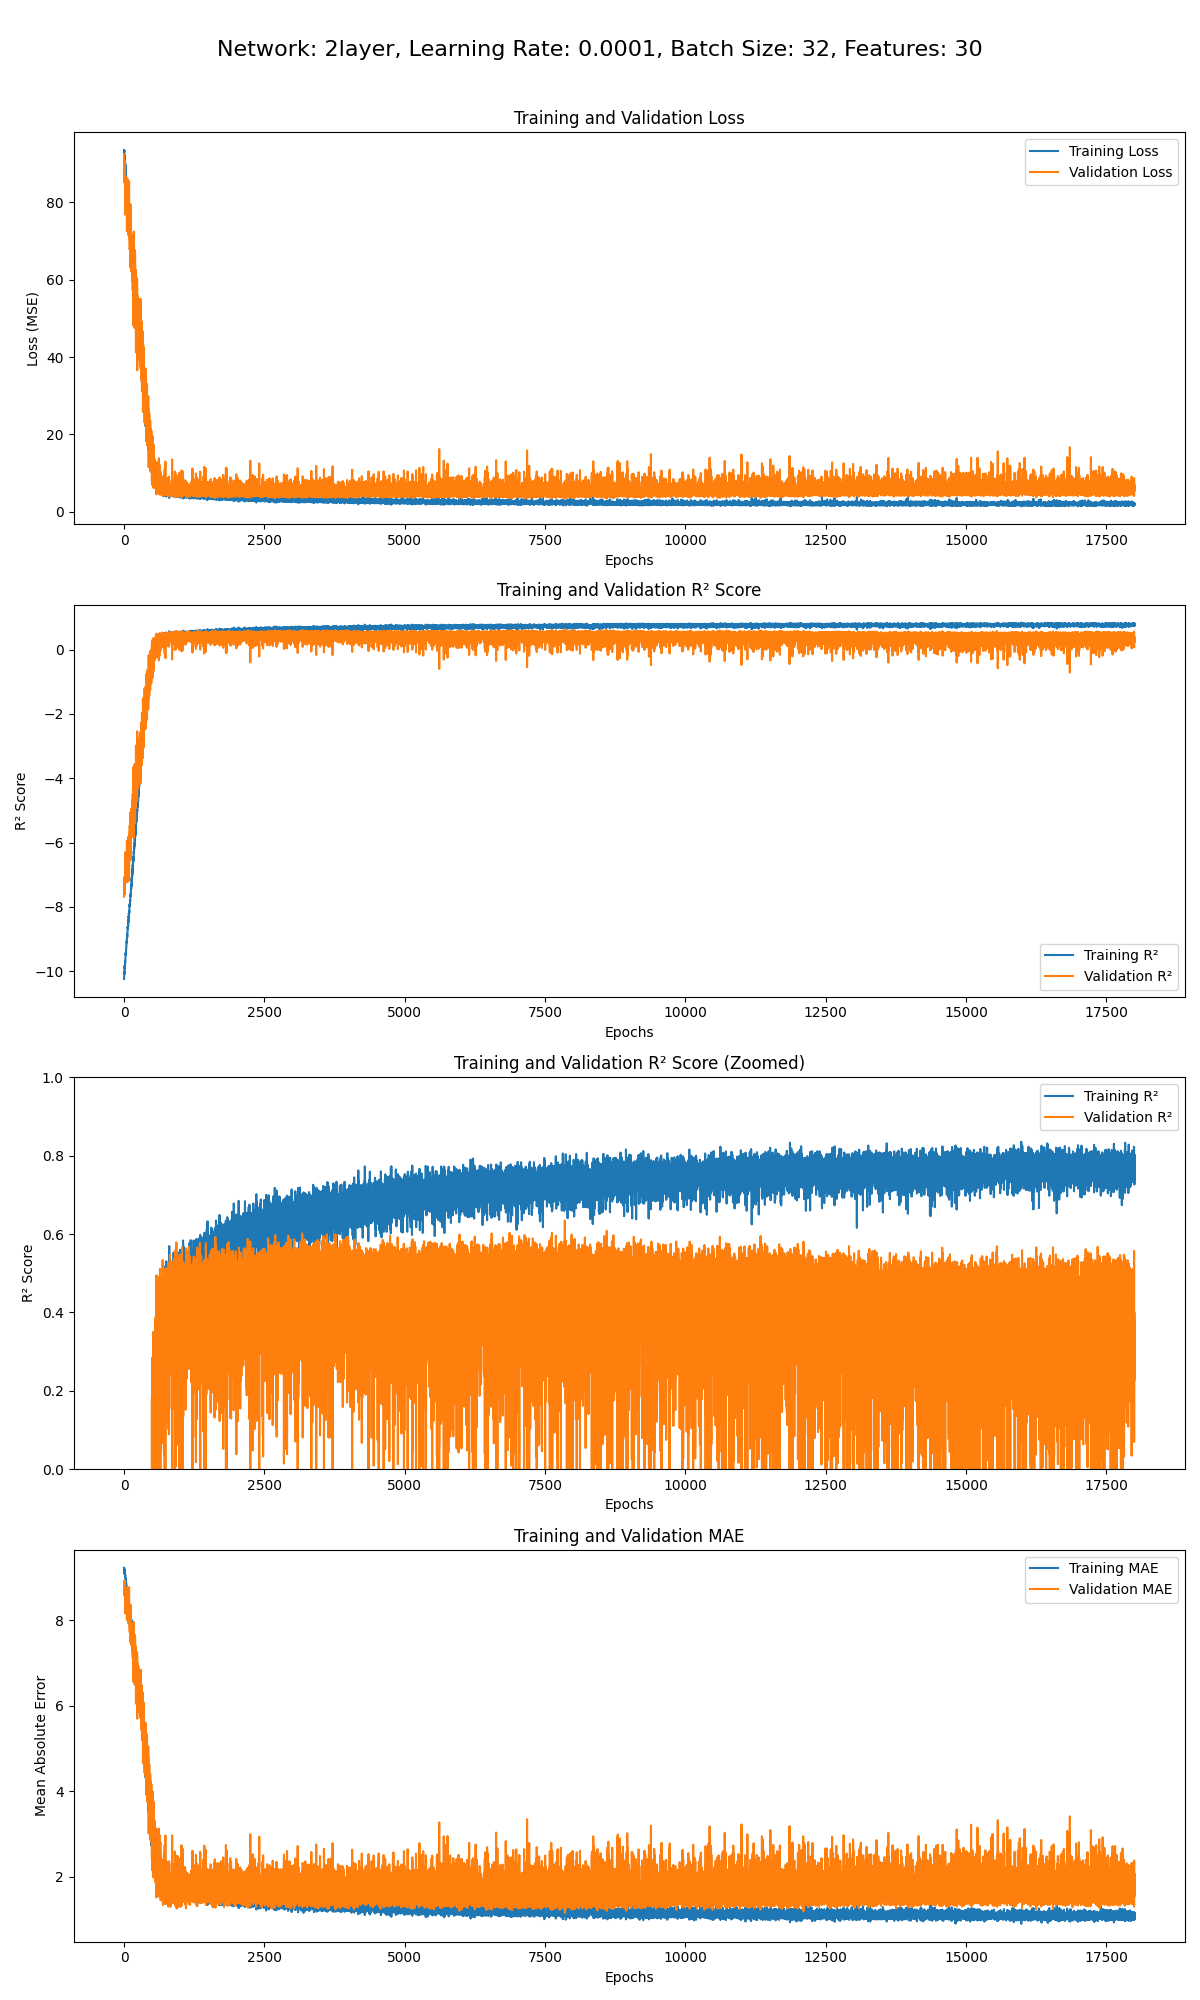 Network: 2layer, Learning Rate: 0.0001, Batch Size: 32, Features: 30
Training and Validation Loss
Training Loss
Validation Loss
Loss (MSE)
80
60
40
20
0
0 2500 5000 7500 10000 12500 15000 17500
Epochs
Training and Validation R² Score
R² Score
0
−2
−4
−6
−8
−10
Training R²
Validation R²
0 2500 5000 7500 10000 12500 15000 17500
Epochs
Training and Validation R² Score (Zoomed)
Training R²
Validation R²
R² Score
1.0
0.8
0.6
0.4
0.2
0.0
0 2500 5000 7500 10000 12500 15000 17500
Epochs
Training and Validation MAE
Training MAE
Validation MAE
Mean Absolute Error
8
6
4
2
0 2500 5000 7500 10000 12500 15000 17500
Epochs